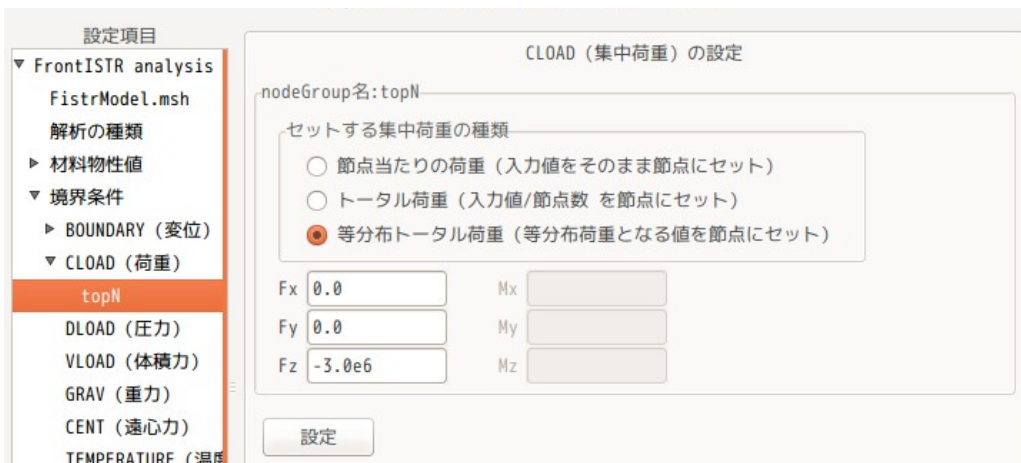 設定項目
▼ FrontISTR analysis
FistrModel.msh
解析の種類
▶ 材料物性値
▼ 境界条件
▶ BOUNDARY (変位)
▼ CLOAD (荷重)
topN
DLOAD (圧力)
VLOAD (体積力)
GRAV (重力)
CENT (遠心力)
TEMPERATURE (温度
CLOAD (集中荷重) の設定
nodeGroup名:topN
セットする集中荷重の種類
節点当たりの荷重 (入力値をそのまま節点にセット)
トータル荷重 (入力値/節点数 を節点にセット)
等分布トータル荷重 (等分布荷重となる値を節点にセット)
Fx 0.0 Mx
Fy 0.0 My
Fz -3.0e6 Mz
設定